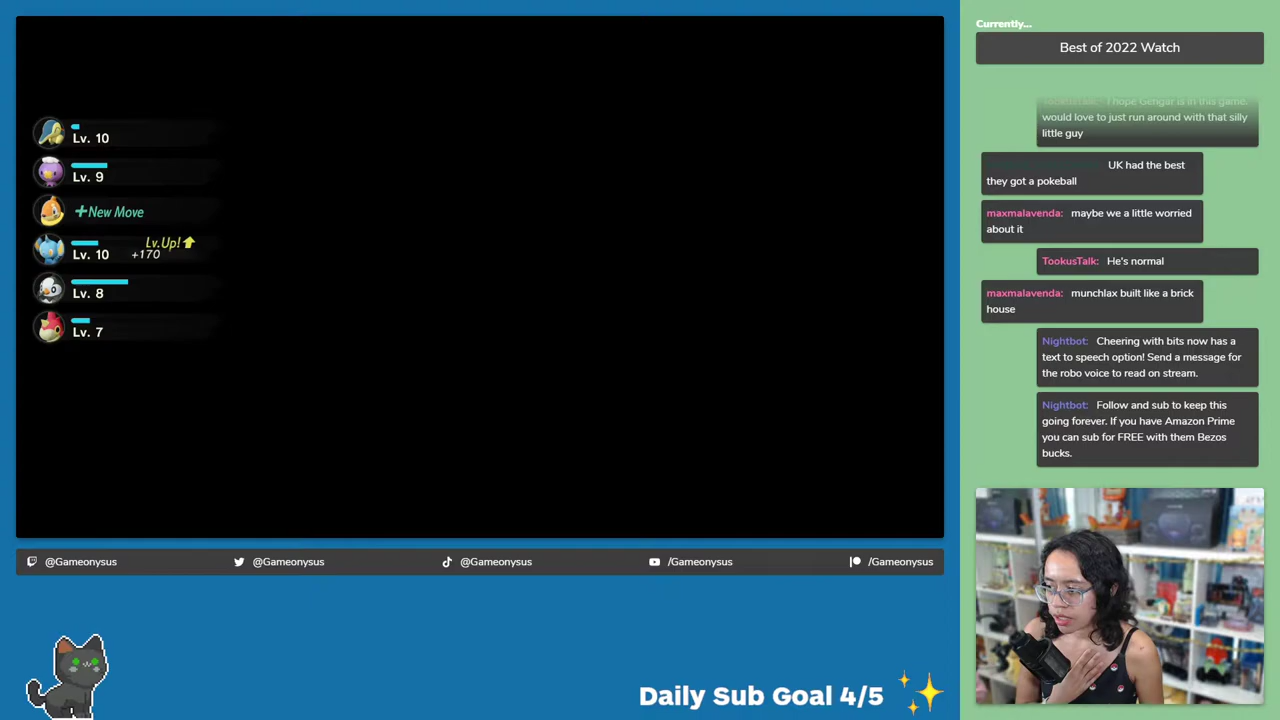 Lv. 10
Lv. 9
+New Move
Lv.Up!
Lv. 10 +170
Lv. 8
Lv. 7
@Gameonysus @Gameonysus @Gameonysus /Gameonysus /Gameonysus
Daily Sub Goal 4/5
Currently...
Best of 2022 Watch
I hope Gengar is in this game.
would love to just run around with that silly
little guy
UK had the best
they got a pokeball
maxmalavenda: maybe we a little worried
about it
TookusTalk: He's normal
maxmalavenda: munchlax built like a brick
house
Nightbot: Cheering with bits now has a
text to speech option! Send a message for
the robo voice to read on stream.
Nightbot: Follow and sub to keep this
going forever. If you have Amazon Prime
you can sub for FREE with them Bezos
bucks.